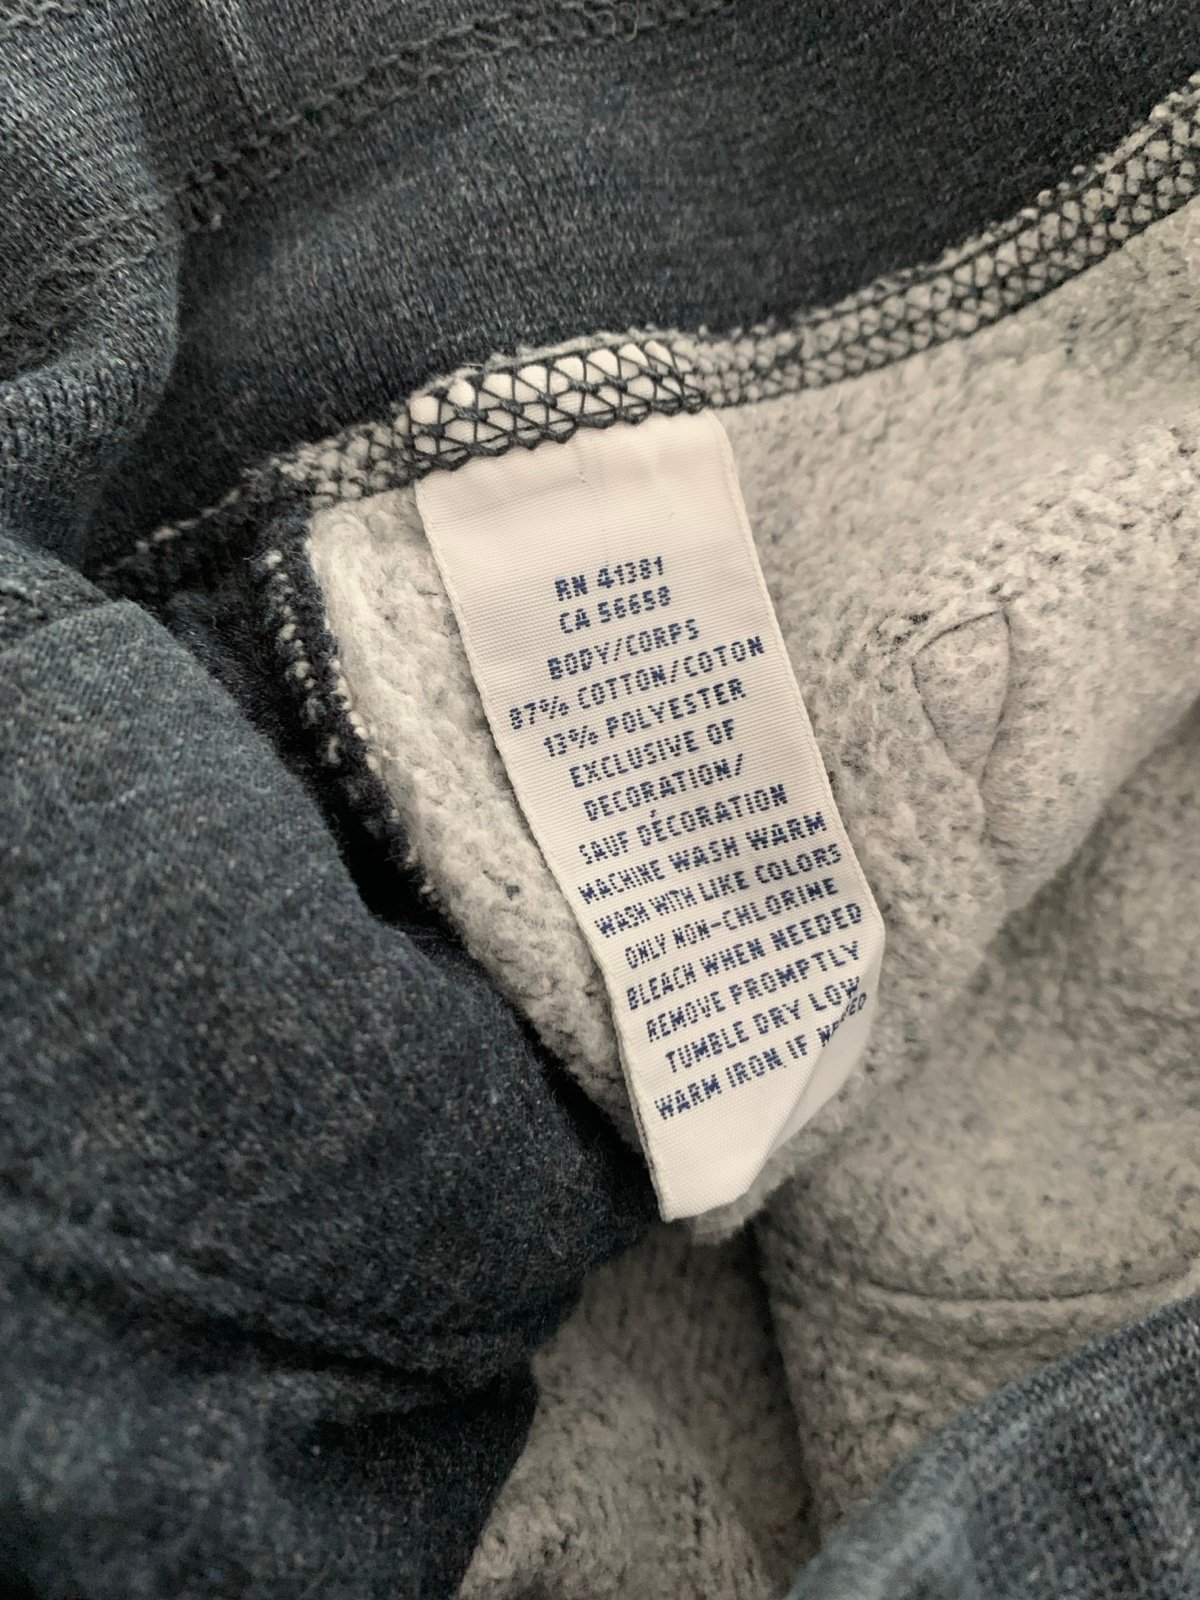 RN 41381
CA 56658
BODY/CORPS
87% COTTON/COTON
13% POLYESTER
EXCLUSIVE OF
DECORATION/
SAUF DÉCORATION
MACHINE WASH WARM
WASH WITH LIKE COLORS
ONLY NON-CHLORINE
BLEACH WHEN NEEDED
REMOVE PROMPTLY
TUMBLE DRY LOW
WARM IRON IF NEEDED